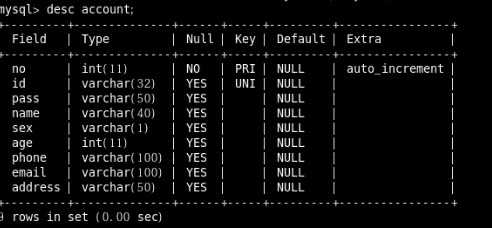 mysql> desc account;
+---------+--------------+------+-----+---------+----------------+
| Field   | Type         | Null | Key | Default | Extra          |
+---------+--------------+------+-----+---------+----------------+
| no      | int(11)      | NO   | PRI | NULL    | auto_increment |
| id      | varchar(32)  | YES  | UNI | NULL    |                |
| pass    | varchar(50)  | YES  |     | NULL    |                |
| name    | varchar(40)  | YES  |     | NULL    |                |
| sex     | varchar(1)   | YES  |     | NULL    |                |
| age     | int(11)      | YES  |     | NULL    |                |
| phone   | varchar(100) | YES  |     | NULL    |                |
| email   | varchar(100) | YES  |     | NULL    |                |
| address | varchar(50)  | YES  |     | NULL    |                |
+---------+--------------+------+-----+---------+----------------+
9 rows in set (0.00 sec)